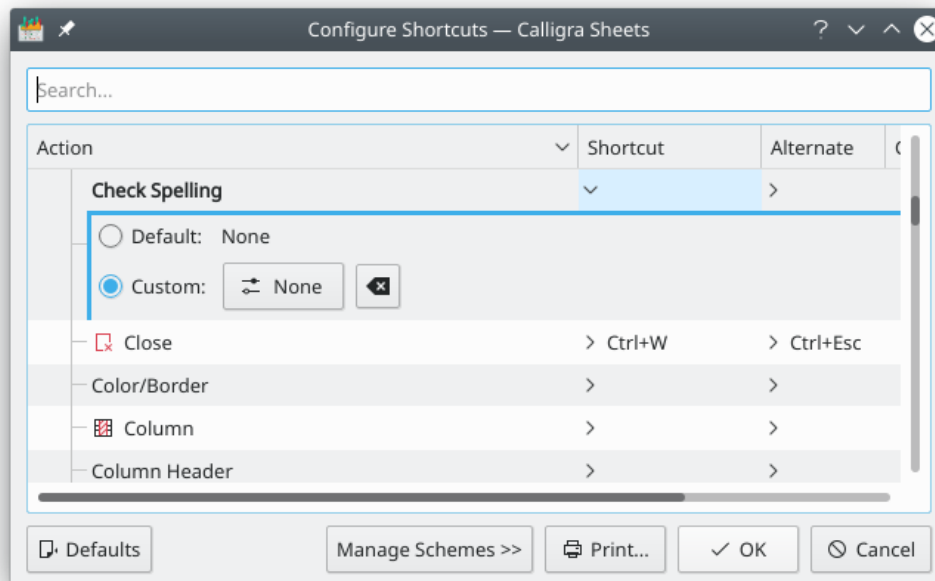 Configure Shortcuts — Calligra Sheets
Search...
Action Shortcut Alternate
Check Spelling
Default: None
Custom: None
Close Ctrl+W Ctrl+Esc
Color/Border
Column
Column Header
Defaults Manage Schemes >> Print... OK Cancel